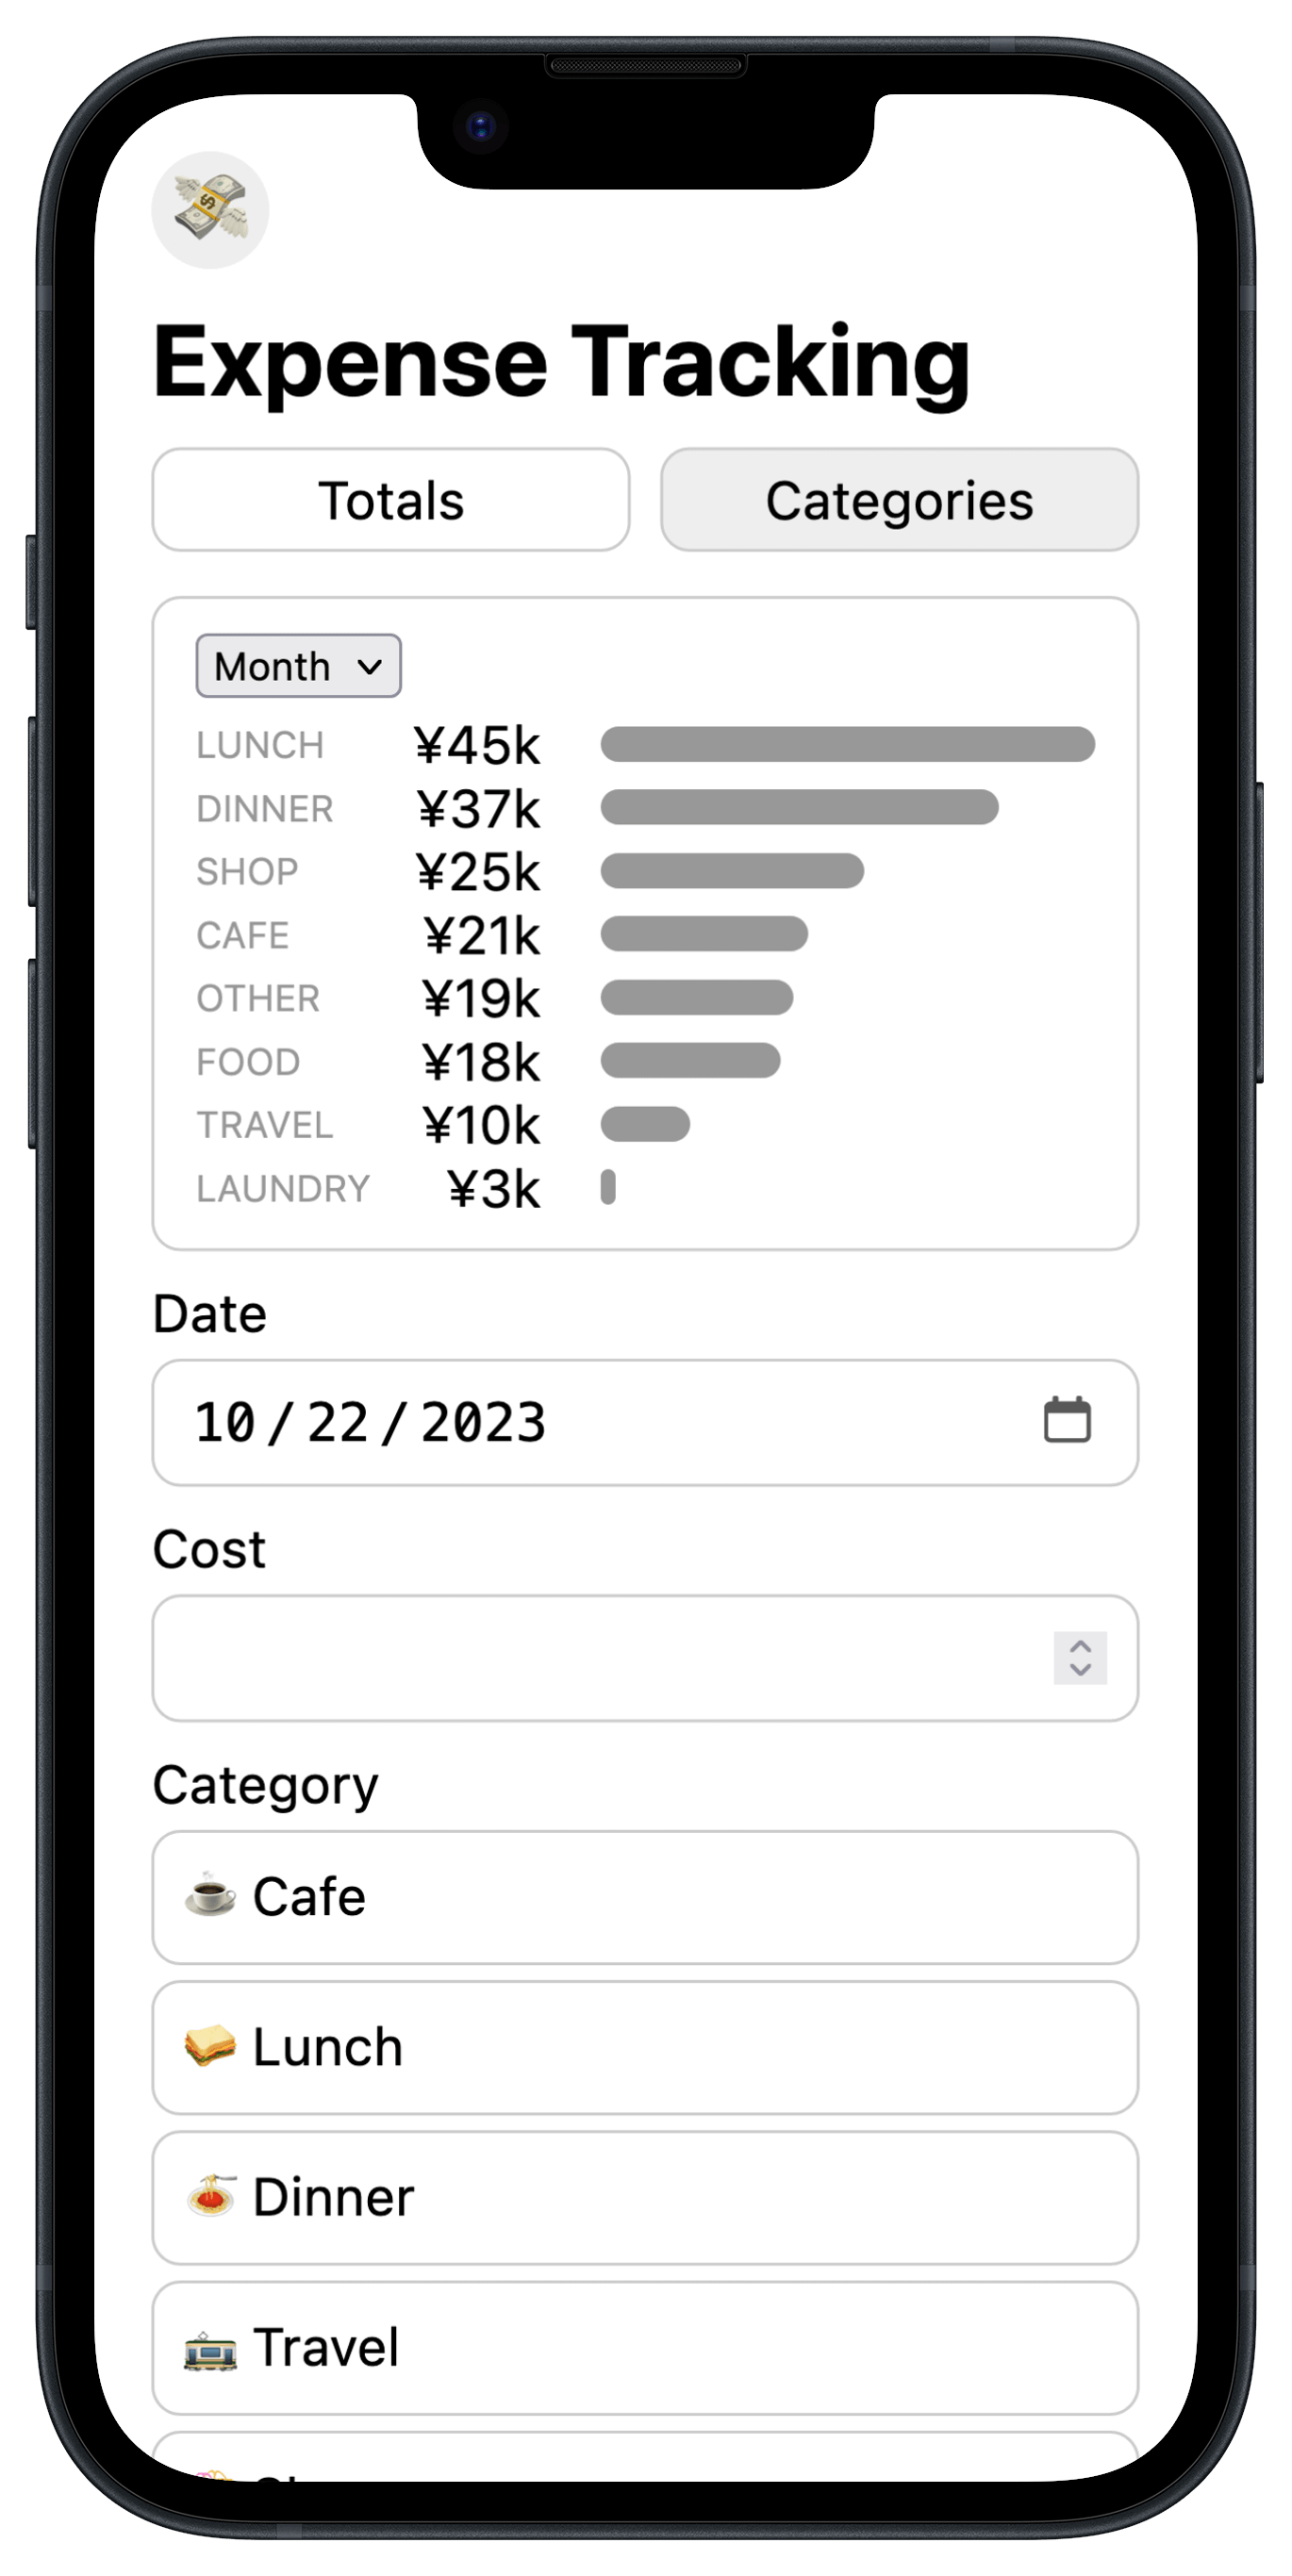 Expense Tracking
Totals Categories
Month
LUNCH ¥45k
DINNER ¥37k
SHOP ¥25k
CAFE ¥21k
OTHER ¥19k
FOOD ¥18k
TRAVEL ¥10k
LAUNDRY ¥3k
Date
10/22/2023
Cost
Category
Cafe
Lunch
Dinner
Travel